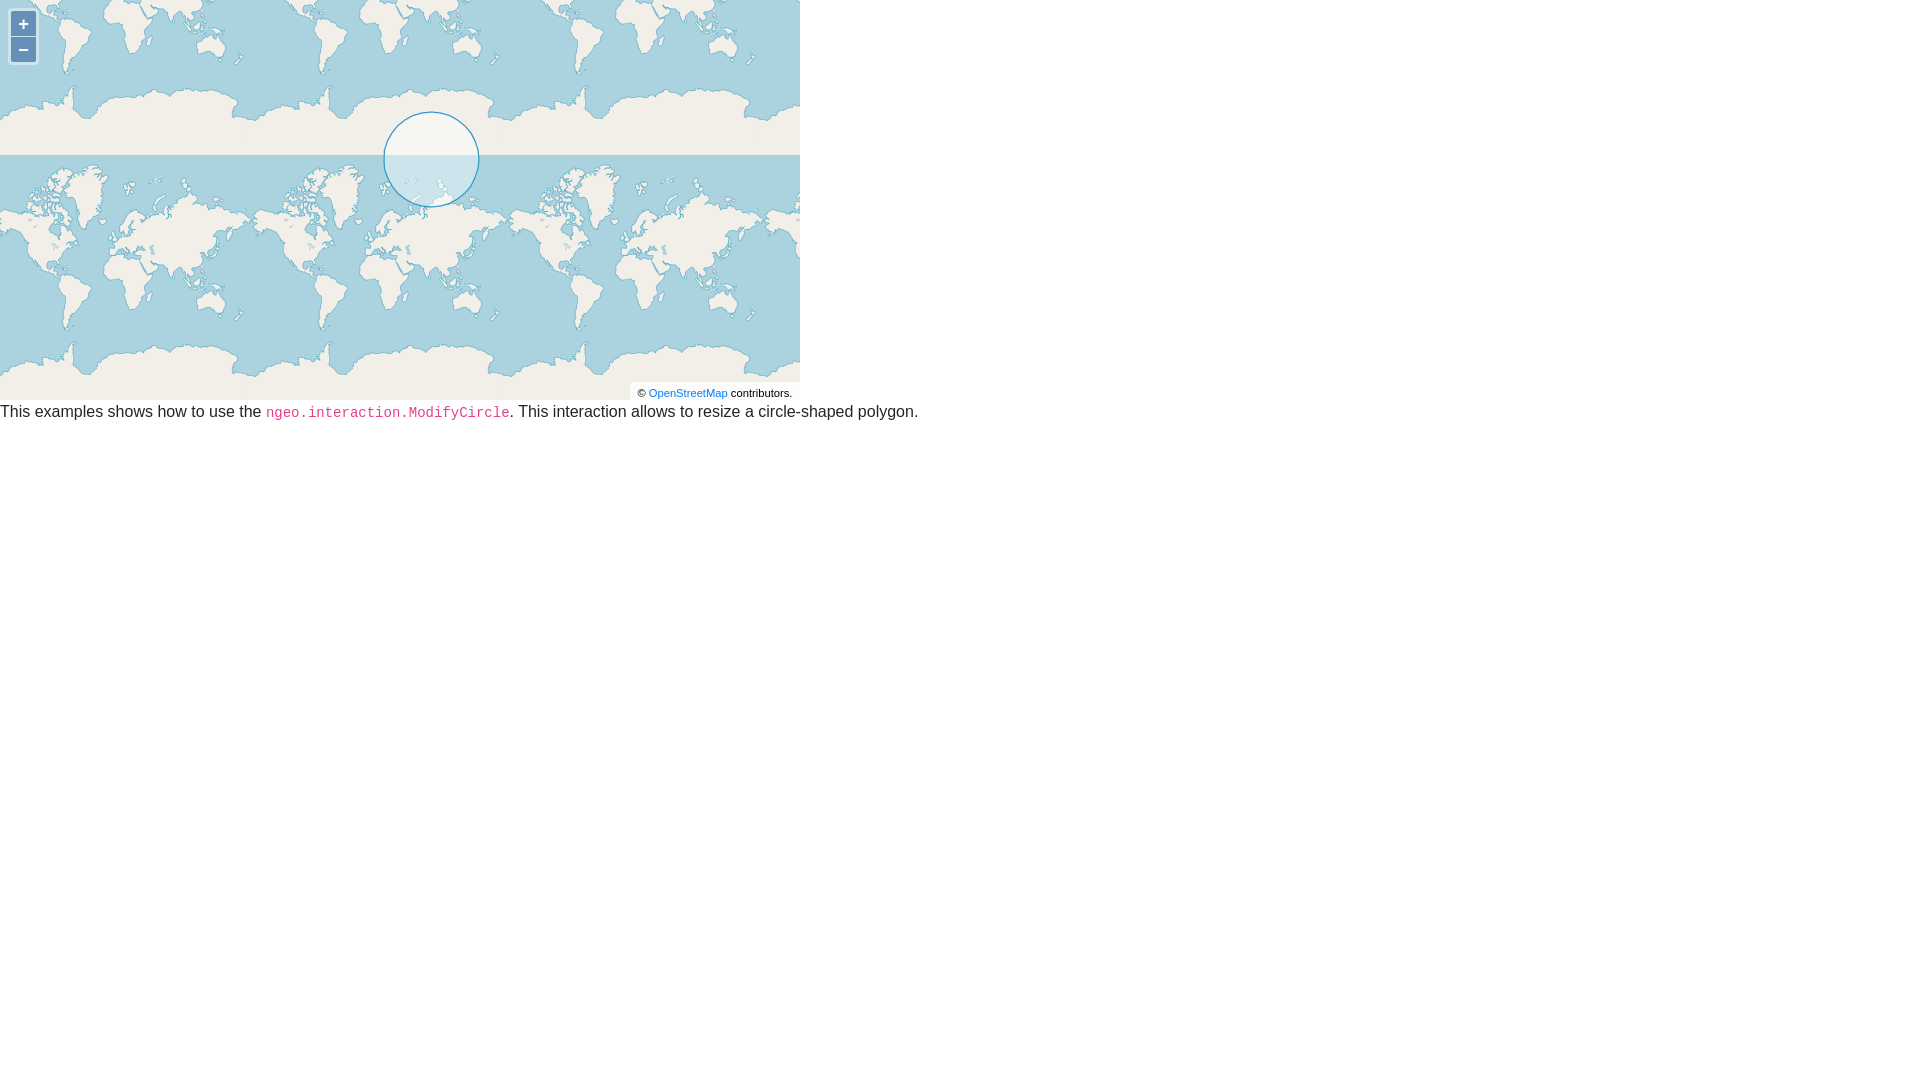 +
−
© OpenStreetMap contributors.
This examples shows how to use the ngeo.interaction.ModifyCircle. This interaction allows to resize a circle-shaped polygon.